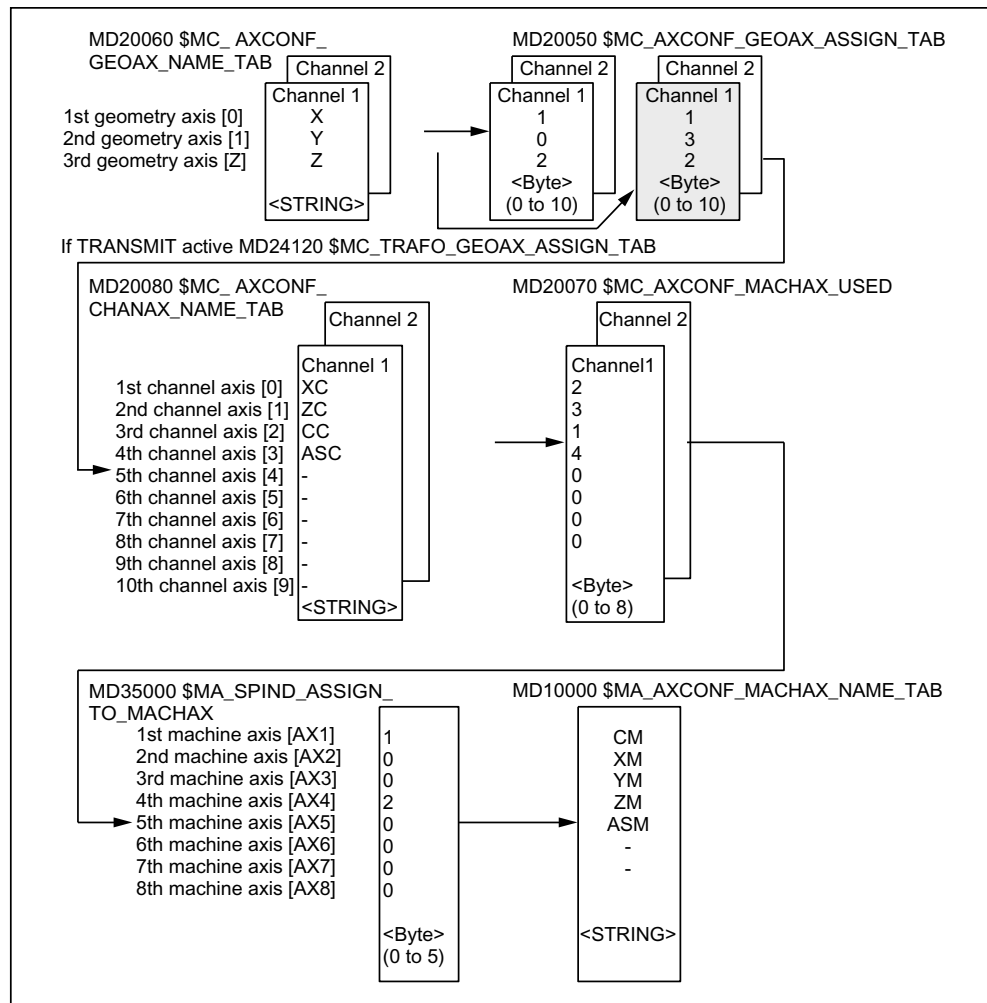 MD20060 $MC_ AXCONF_
GEOAX_NAME_TAB
MD20050 $MC_AXCONF_GEOAX_ASSIGN_TAB
Channel 2
Channel 2
Channel 2
Channel 1
Channel 1
Channel 1
1st geometry axis [0] X 1 1
2nd geometry axis [1] Y 0 3
3rd geometry axis [Z] Z 2 2
<STRING>
<Byte>
(0 to 10)
<Byte>
(0 to 10)
If TRANSMIT active MD24120 $MC_TRAFO_GEOAX_ASSIGN_TAB
MD20080 $MC_ AXCONF_
CHANAX_NAME_TAB
MD20070 $MC_AXCONF_MACHAX_USED
Channel 2
Channel 2
Channel 1
Channel1
1st channel axis [0] XC 2
2nd channel axis [1] ZC 3
3rd channel axis [2] CC 1
4th channel axis [3] ASC 4
5th channel axis [4] - 0
6th channel axis [5] - 0
7th channel axis [6] - 0
8th channel axis [7] - 0
9th channel axis [8] -
10th channel axis [9] -
<STRING>
<Byte>
(0 to 8)
MD35000 $MA_SPIND_ASSIGN_
TO_MACHAX
MD10000 $MA_AXCONF_MACHAX_NAME_TAB
1st machine axis [AX1] 1 CM
2nd machine axis [AX2] 0 XM
3rd machine axis [AX3] 0 YM
4th machine axis [AX4] 2 ZM
5th machine axis [AX5] 0 ASM
6th machine axis [AX6] 0 -
7th machine axis [AX7] 0 -
8th machine axis [AX8] 0
<Byte>
(0 to 5)
<STRING>